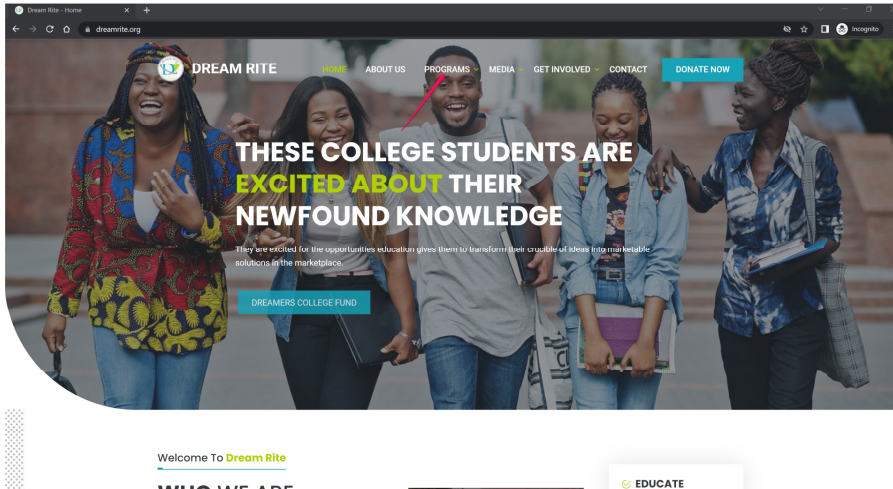 Dream Rite - Home
dreamrite.org
Incognito
DREAM RITE
HOME ABOUT US PROGRAMS MEDIA GET INVOLVED CONTACT DONATE NOW
THESE COLLEGE STUDENTS ARE
EXCITED ABOUT THEIR
NEWFOUND KNOWLEDGE
They are excited for the opportunities education gives them to transform their crucible of ideas into marketable
solutions in the marketplace.
DREAMERS COLLEGE FUND
Welcome To Dream Rite
WHO WE ARE
EDUCATE